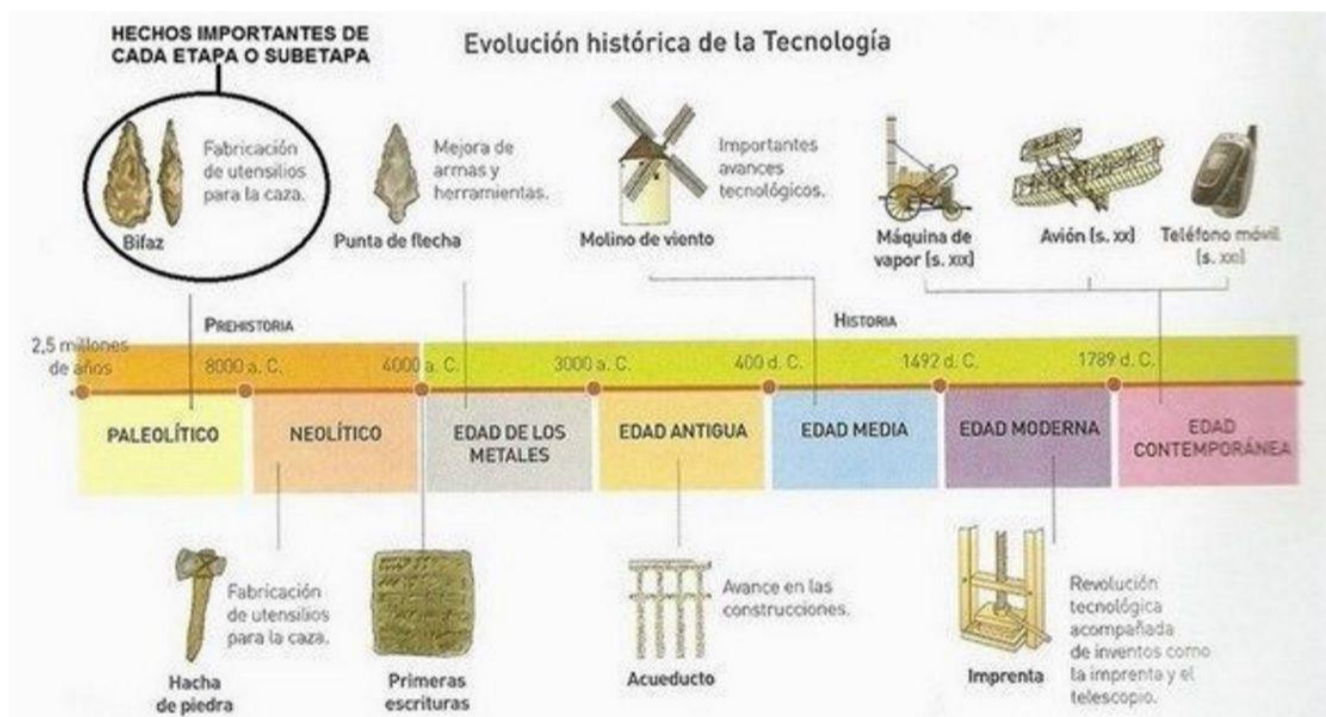 HECHOS IMPORTANTES DE
CADA ETAPA O SUBETAPA
Evolución histórica de la Tecnología
Fabricación
de utensilios
para la caza.
Bifaz
Mejora de
armas y
herramientas.
Punta de flecha
Importantes
avances
tecnológicos.
Molino de viento
Máquina de
vapor (s. XIX)
Avión (s. XX)
Teléfono móvil
(s. XXI)
PREHISTORIA
HISTORIA
2,5 millones
de años
8000 a. C.
4000 a. C.
3000 a. C.
400 d. C.
1492 d. C.
1789 d. C.
PALEOLÍTICO
NEOLÍTICO
EDAD DE LOS
METALES
EDAD ANTIGUA
EDAD MEDIA
EDAD MODERNA
EDAD
CONTEMPORÁNEA
Hacha
de piedra
Fabricación
de utensilios
para la caza.
Primeras
escrituras
Acueducto
Avance en las
construcciones.
Imprenta
Revolución
tecnológica
acompañada
de inventos como
la imprenta y el
telescopio.